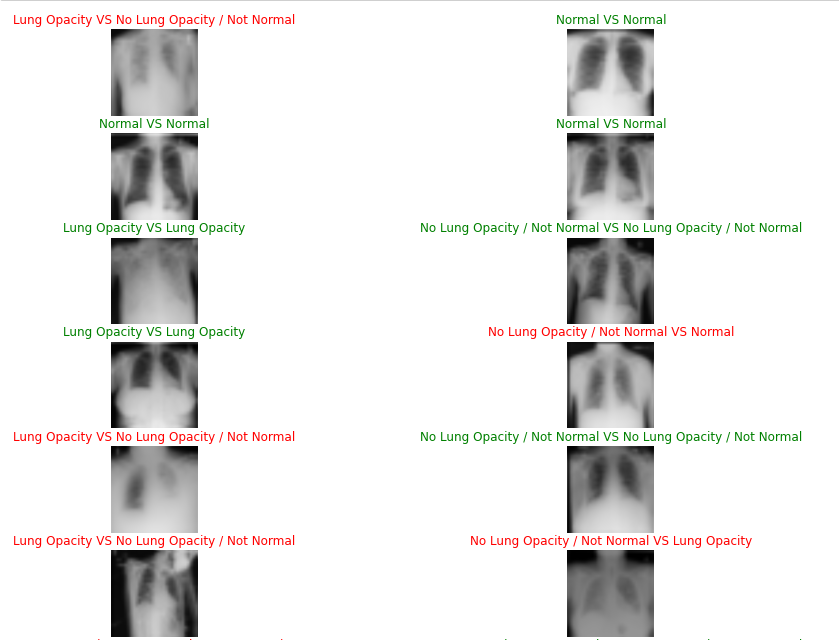 Lung Opacity VS No Lung Opacity / Not Normal
Normal VS Normal
Normal VS Normal
Normal VS Normal
Lung Opacity VS Lung Opacity
No Lung Opacity / Not Normal VS No Lung Opacity / Not Normal
Lung Opacity VS Lung Opacity
No Lung Opacity / Not Normal VS Normal
Lung Opacity VS No Lung Opacity / Not Normal
No Lung Opacity / Not Normal VS No Lung Opacity / Not Normal
Lung Opacity VS No Lung Opacity / Not Normal
No Lung Opacity / Not Normal VS Lung Opacity